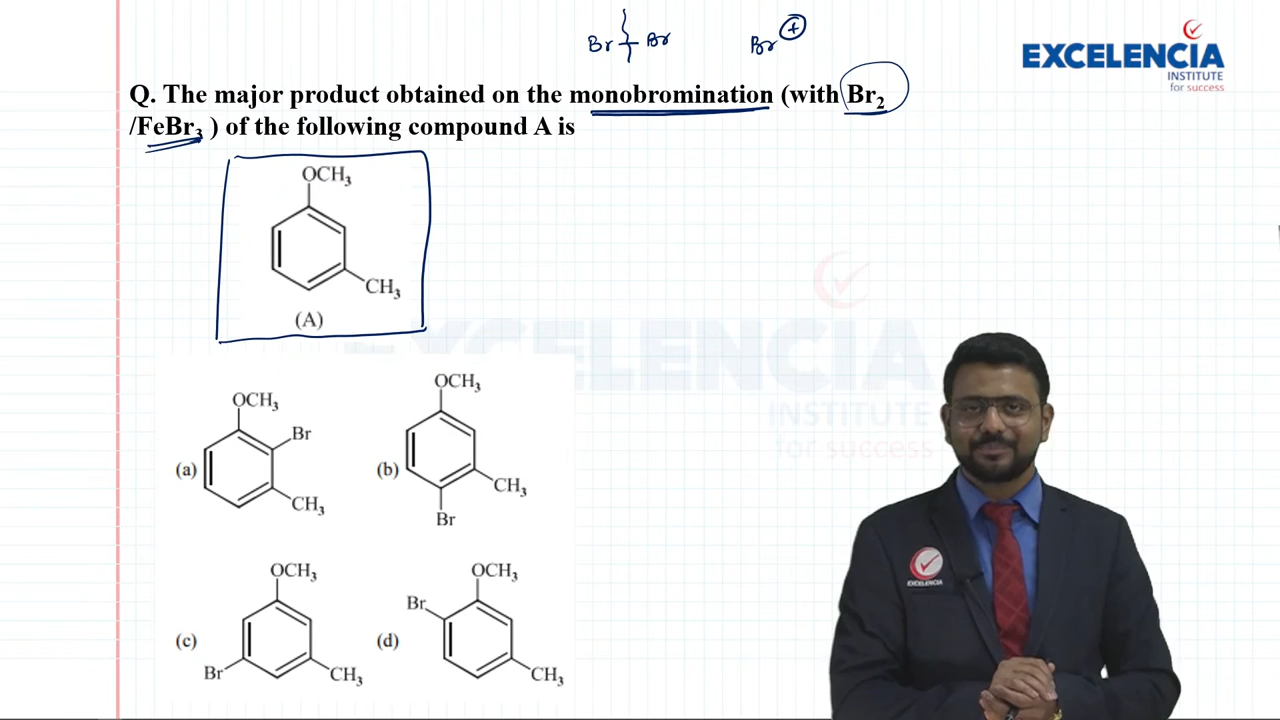 Br Br Br +
EXCELENCIA
INSTITUTE
for success
Q. The major product obtained on the monobromination (with Br₂
/FeBr₃ ) of the following compound A is
OCH₃
CH₃
(A)
EXCELENCIA
INSTITUTE
for success
(a)
OCH₃
Br
CH₃
(b)
OCH₃
CH₃
Br
(c)
OCH₃
Br
CH₃
(d)
OCH₃
Br
CH₃
EXCELENCIA